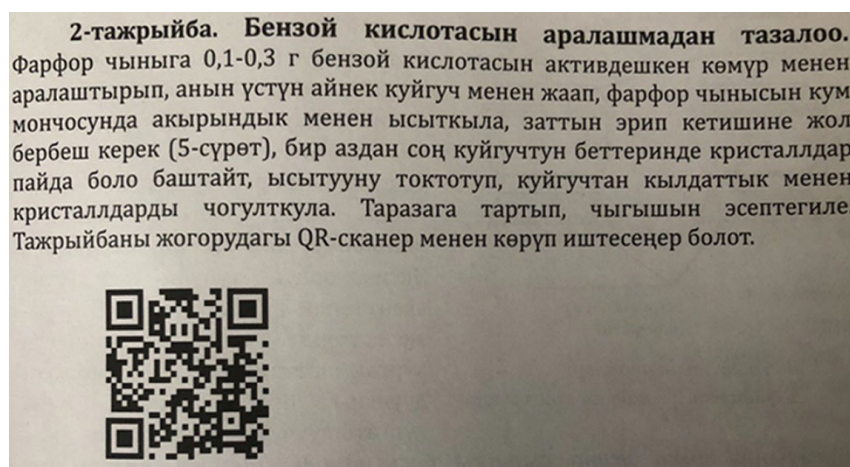 2-тажрыйба. Бензой кислотасын аралашмадан тазалоо.
Фарфор чыныга 0,1-0,3 г бензой кислотасын активдешкен көмүр менен
аралаштырып, анын үстүн айнек куйгуч менен жаап, фарфор чынысын кум
мончосунда акырындык менен ысыткыла, заттын эрип кетишине жол
бербеш керек (5-сүрөт), бир аздан соң куйгучтун беттеринде кристаллдар
пайда боло баштайт, ысытууну токтотуп, куйгучтан кылдаттык менен
кристаллдарды чогулткула. Таразага тартып, чыгышын эсептегиле.
Тажрыйбаны жогорудагы QR-сканер менен көрүп иштесеңер болот.